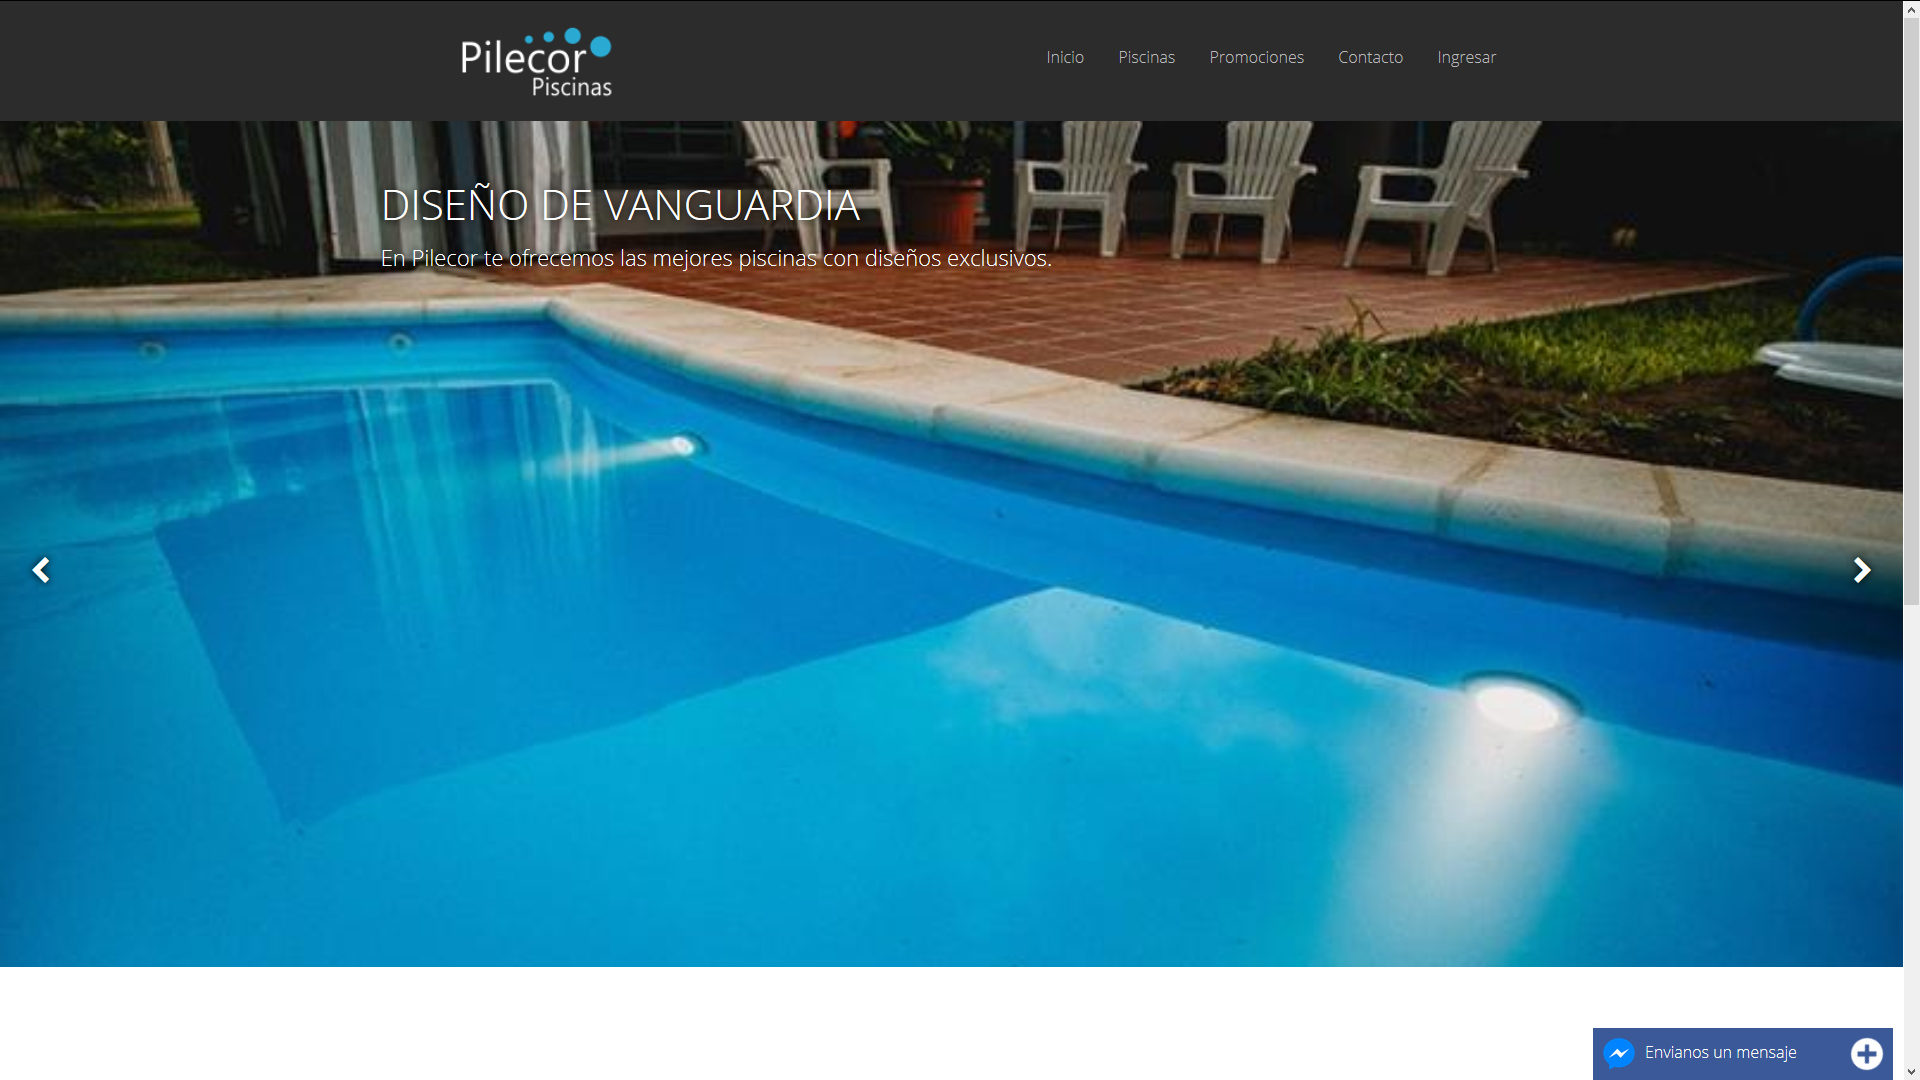 Pilecor
Piscinas
Inicio
Piscinas
Promociones
Contacto
Ingresar
DISEÑO DE VANGUARDIA
En Pilecor te ofrecemos las mejores piscinas con diseños exclusivos.
Envianos un mensaje